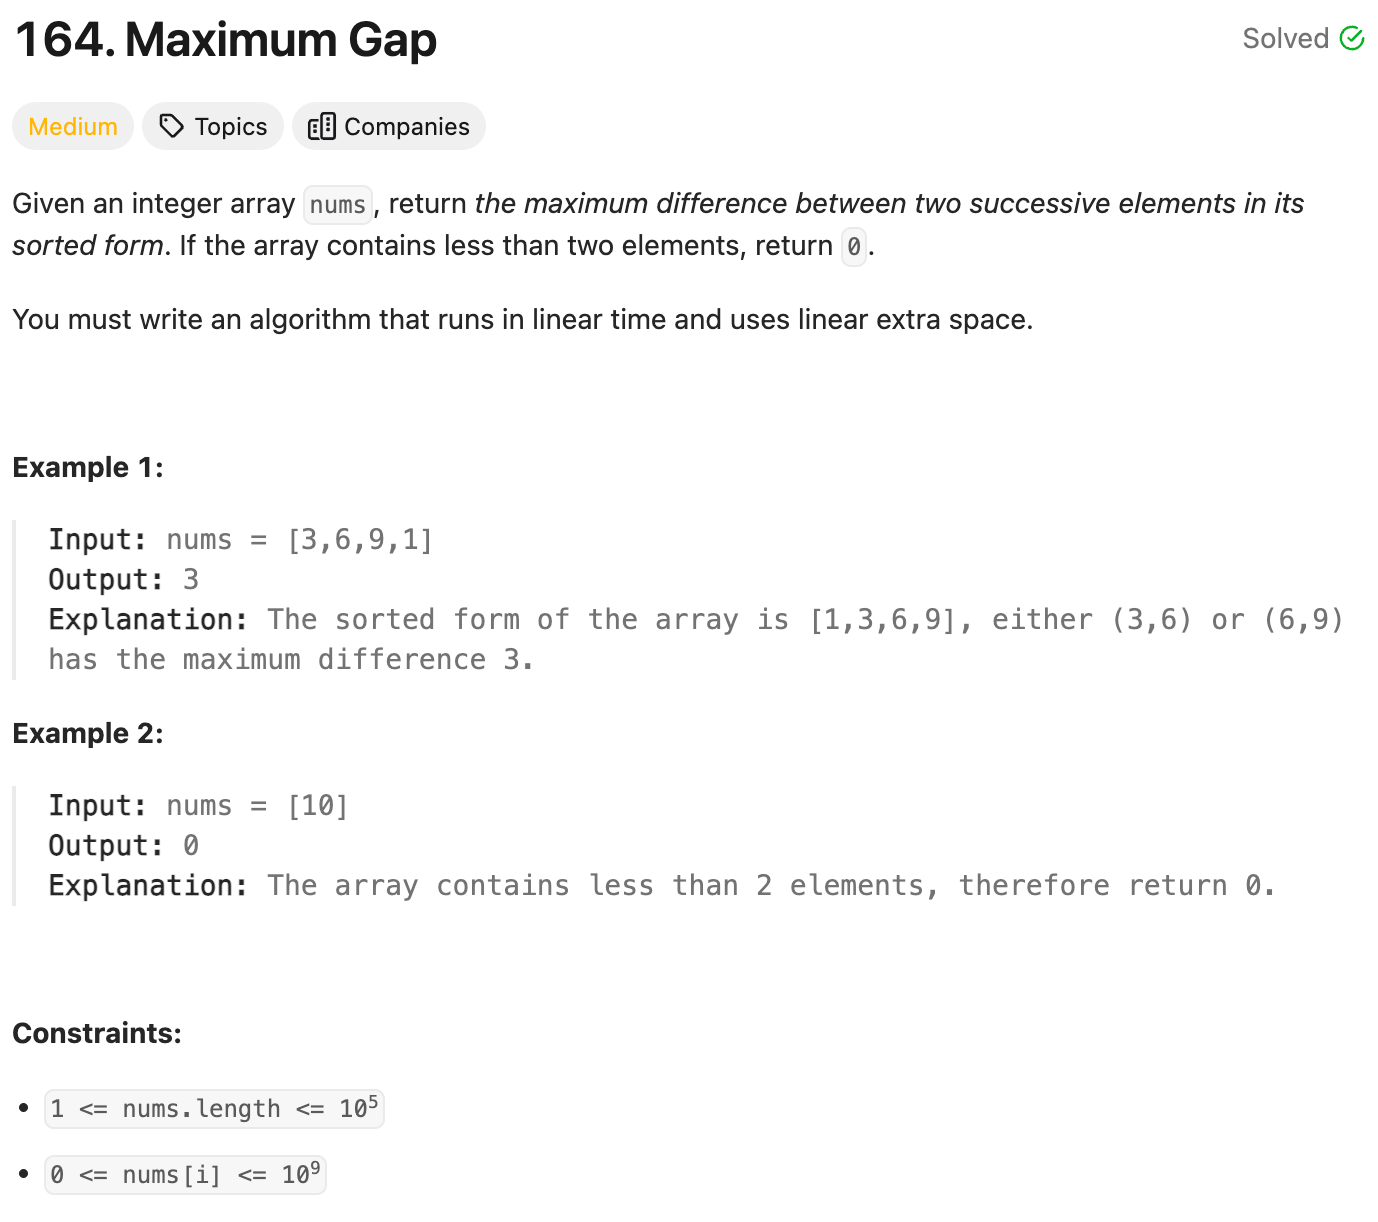 164. Maximum Gap
Solved
Medium
Topics
Companies
Given an integer array nums, return the maximum difference between two successive elements in its
sorted form. If the array contains less than two elements, return 0.
You must write an algorithm that runs in linear time and uses linear extra space.
Example 1:
Input: nums = [3,6,9,1]
Output: 3
Explanation: The sorted form of the array is [1,3,6,9], either (3,6) or (6,9)
has the maximum difference 3.
Example 2:
Input: nums = [10]
Output: 0
Explanation: The array contains less than 2 elements, therefore return 0.
Constraints:
• 1 <= nums.length <= 10⁵
• 0 <= nums[i] <= 10⁹